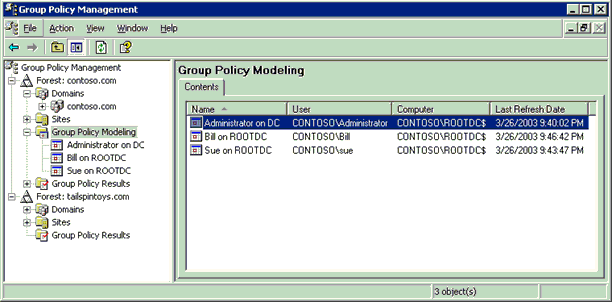 Group Policy Management
File Action View Window Help
Group Policy Management
Forest: contoso.com
Domains
contoso.com
Sites
Group Policy Modeling
Administrator on DC
Bill on ROOTDC
Sue on ROOTDC
Group Policy Results
Forest: tailspintoys.com
Domains
Sites
Group Policy Results
Group Policy Modeling
Contents
Name User Computer Last Refresh Date
Administrator on DC CONTOSO\Administrator CONTOSO\ROOTDC$ 3/26/2003 9:40:02 PM
Bill on ROOTDC CONTOSO\Bill CONTOSO\ROOTDC$ 3/26/2003 9:46:42 PM
Sue on ROOTDC CONTOSO\sue CONTOSO\ROOTDC$ 3/26/2003 9:43:47 PM
3 object(s)